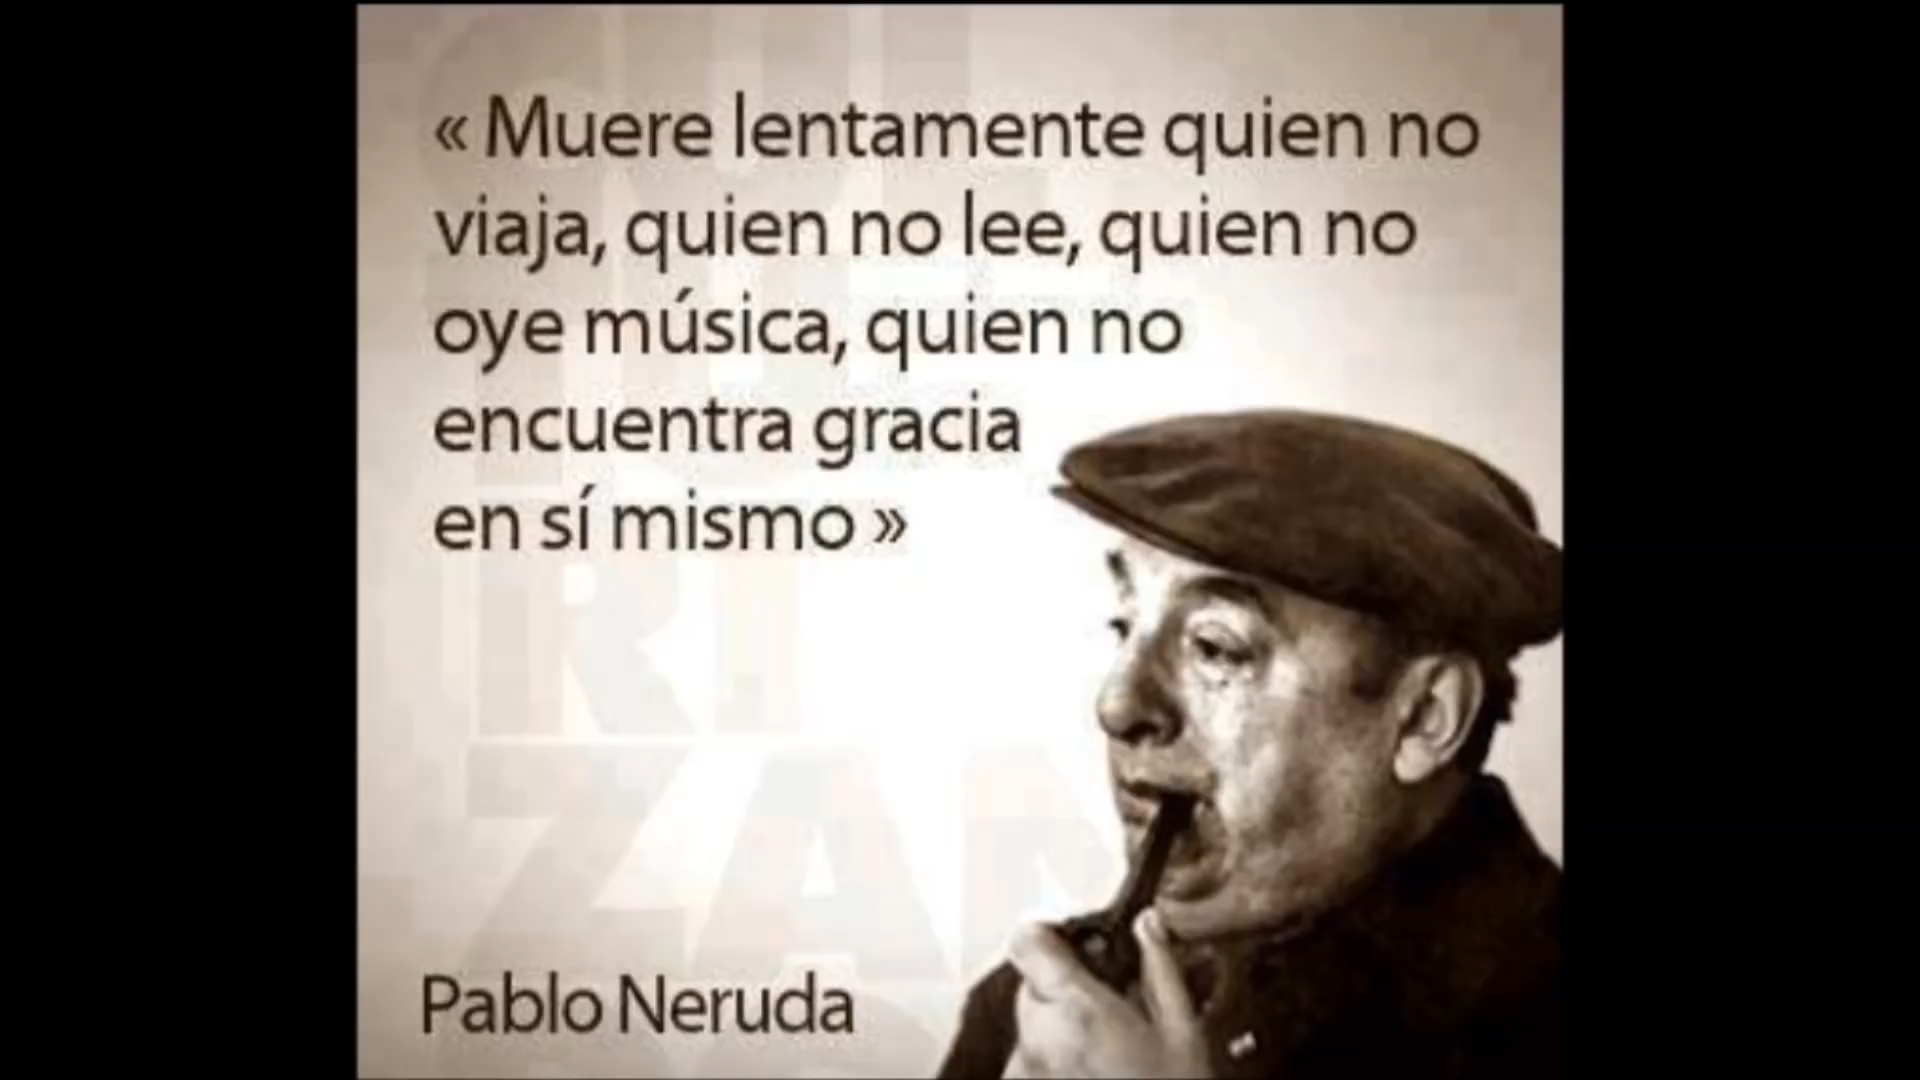 « Muere lentamente quien no
viaja, quien no lee, quien no
oye música, quien no
encuentra gracia
en sí mismo »
Pablo Neruda